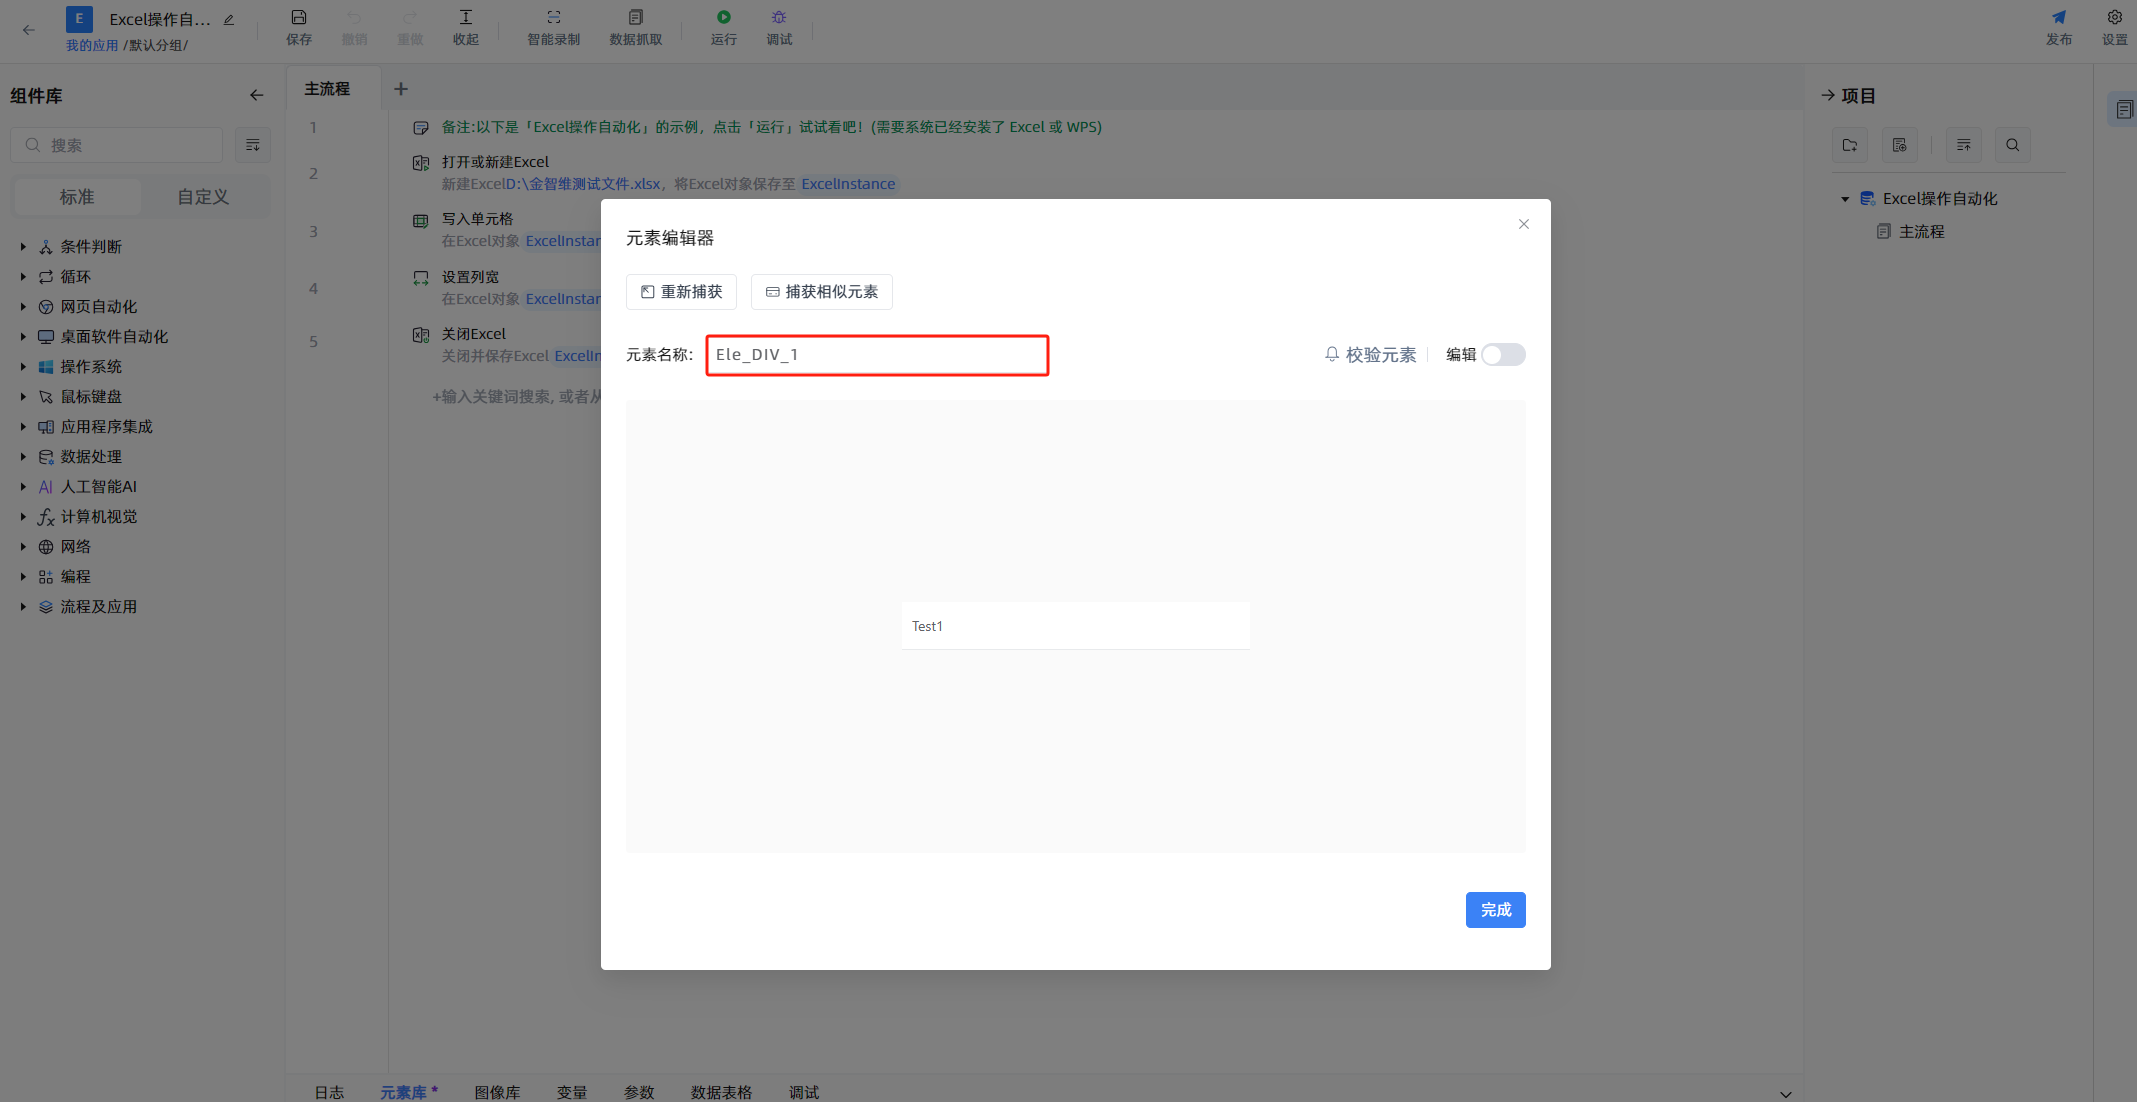 E Excel操作自...
我的应用 /默认分组/
保存 撤销 重做 收起 智能录制 数据抓取 运行 调试 发布 设置
组件库
搜索
标准 自定义
条件判断
循环
网页自动化
桌面软件自动化
操作系统
鼠标键盘
应用程序集成
数据处理
AI 人工智能AI
计算机视觉
网络
编程
流程及应用
主流程 +
1 备注:以下是「Excel操作自动化」的示例，点击「运行」试试看吧！(需要系统已经安装了 Excel 或 WPS)
2 打开或新建Excel
新建ExcelD:\金智维测试文件.xlsx，将Excel对象保存至 ExcelInstance
3 写入单元格
在Excel对象 ExcelInstar
4 设置列宽
在Excel对象 ExcelInstar
5 关闭Excel
关闭并保存Excel ExcelIn
+输入关键词搜索, 或者从
元素编辑器
重新捕获 捕获相似元素
元素名称: Ele_DIV_1 校验元素 编辑
Test1
完成
项目
Excel操作自动化
主流程
日志 元素库* 图像库 变量 参数 数据表格 调试